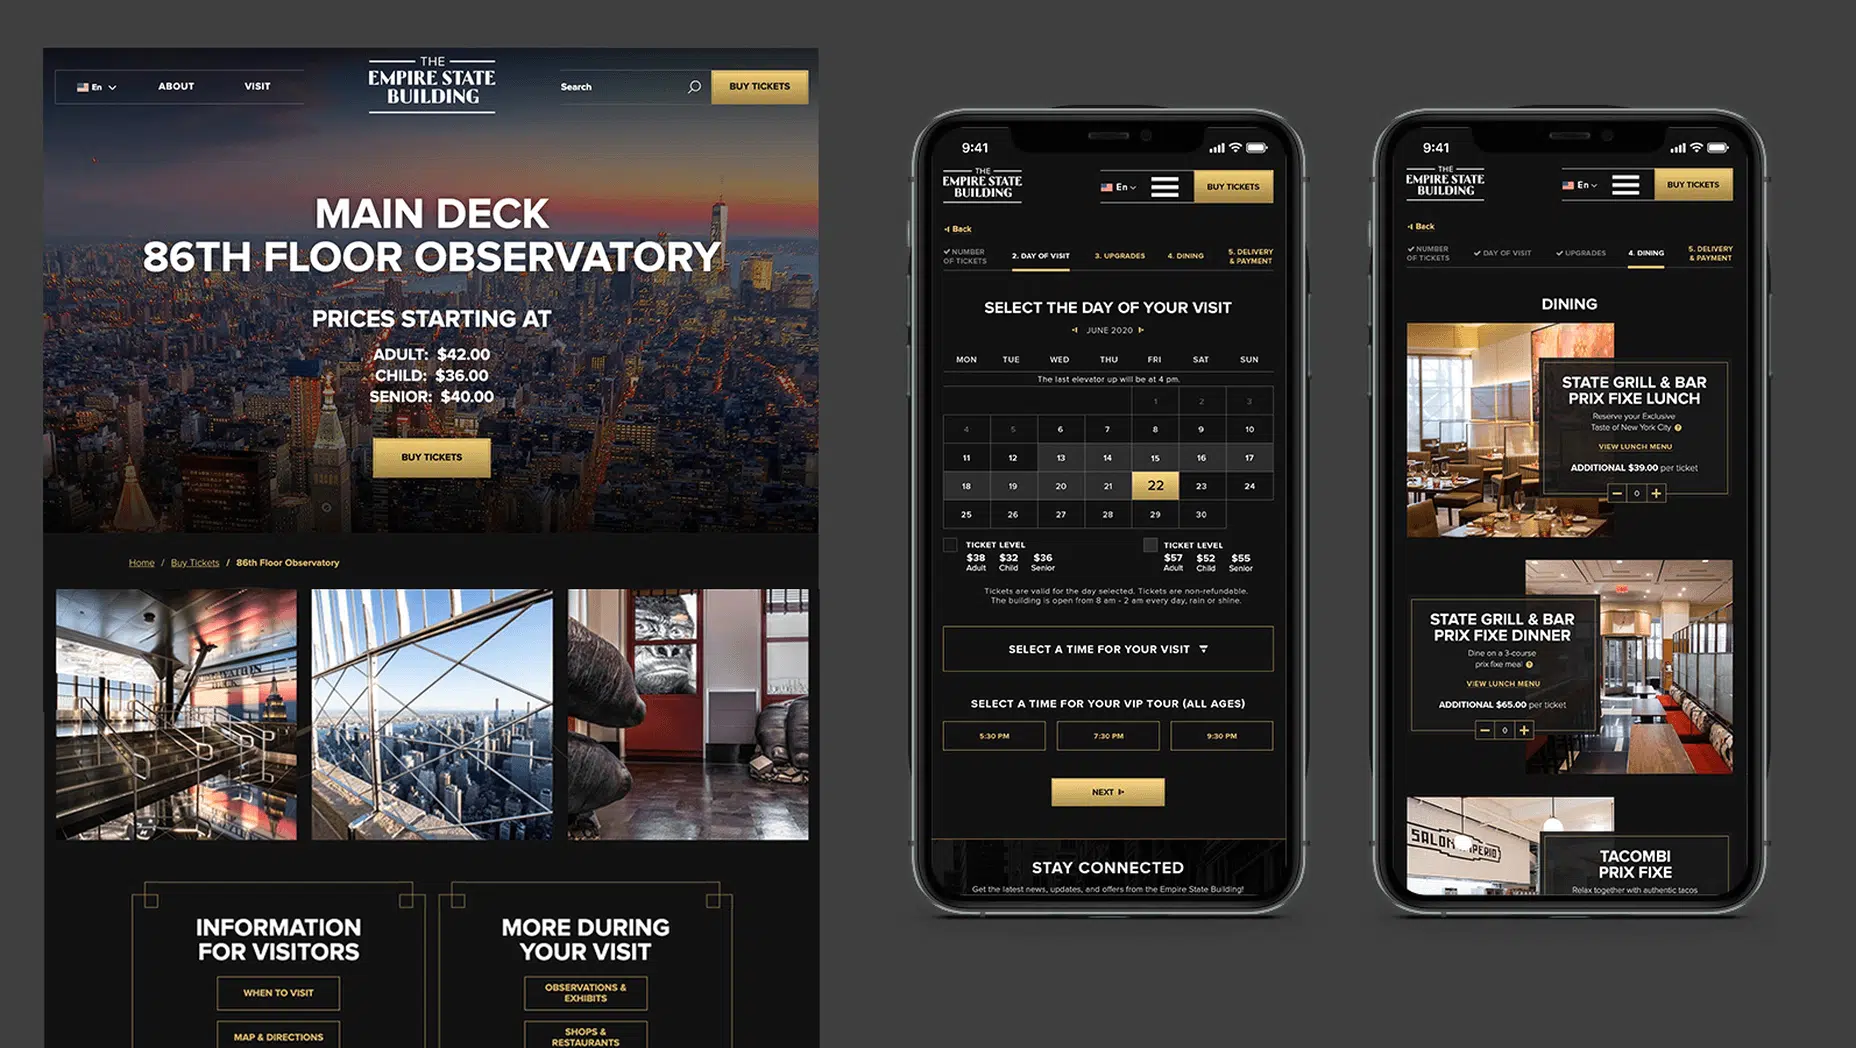 En
ABOUT
VISIT
THE
EMPIRE STATE
BUILDING
Search
BUY TICKETS
MAIN DECK
86TH FLOOR OBSERVATORY
PRICES STARTING AT
ADULT: $42.00
CHILD: $36.00
SENIOR: $40.00
BUY TICKETS
Home / Buy Tickets / 86th Floor Observatory
INFORMATION
FOR VISITORS
WHEN TO VISIT
MAP & DIRECTIONS
MORE DURING
YOUR VISIT
OBSERVATIONS &
EXHIBITS
SHOPS &
RESTAURANTS
9:41
THE
EMPIRE STATE
BUILDING
En
BUY TICKETS
Back
NUMBER
OF TICKETS
2. DAY OF VISIT
3. UPGRADES
4. DINING
5. DELIVERY
& PAYMENT
SELECT THE DAY OF YOUR VISIT
JUNE 2020
MON TUE WED THU FRI SAT SUN
The last elevator up will be at 4 pm.
1 2 3
4 5 6 7 8 9 10
11 12 13 14 15 16 17
18 19 20 21 22 23 24
25 26 27 28 29 30
TICKET LEVEL
$38 $32 $36
Adult Child Senior
TICKET LEVEL
$57 $52 $55
Adult Child Senior
Tickets are valid for the day selected. Tickets are non-refundable.
The building is open from 8 am - 2 am every day, rain or shine.
SELECT A TIME FOR YOUR VISIT
SELECT A TIME FOR YOUR VIP TOUR (ALL AGES)
5:30 PM
7:30 PM
9:30 PM
NEXT
STAY CONNECTED
Get the latest news, updates, and offers from the Empire State Building!
9:41
THE
EMPIRE STATE
BUILDING
En
BUY TICKETS
Back
NUMBER
OF TICKETS
DAY OF VISIT
UPGRADES
4. DINING
5. DELIVERY
& PAYMENT
DINING
STATE GRILL & BAR
PRIX FIXE LUNCH
Reserve your Exclusive
Taste of New York City ?
VIEW LUNCH MENU
ADDITIONAL $39.00 per ticket
0
STATE GRILL & BAR
PRIX FIXE DINNER
Dine on a 3-course
prix fixe meal ?
VIEW LUNCH MENU
ADDITIONAL $65.00 per ticket
0
TACOMBI
PRIX FIXE
Relax together with authentic tacos